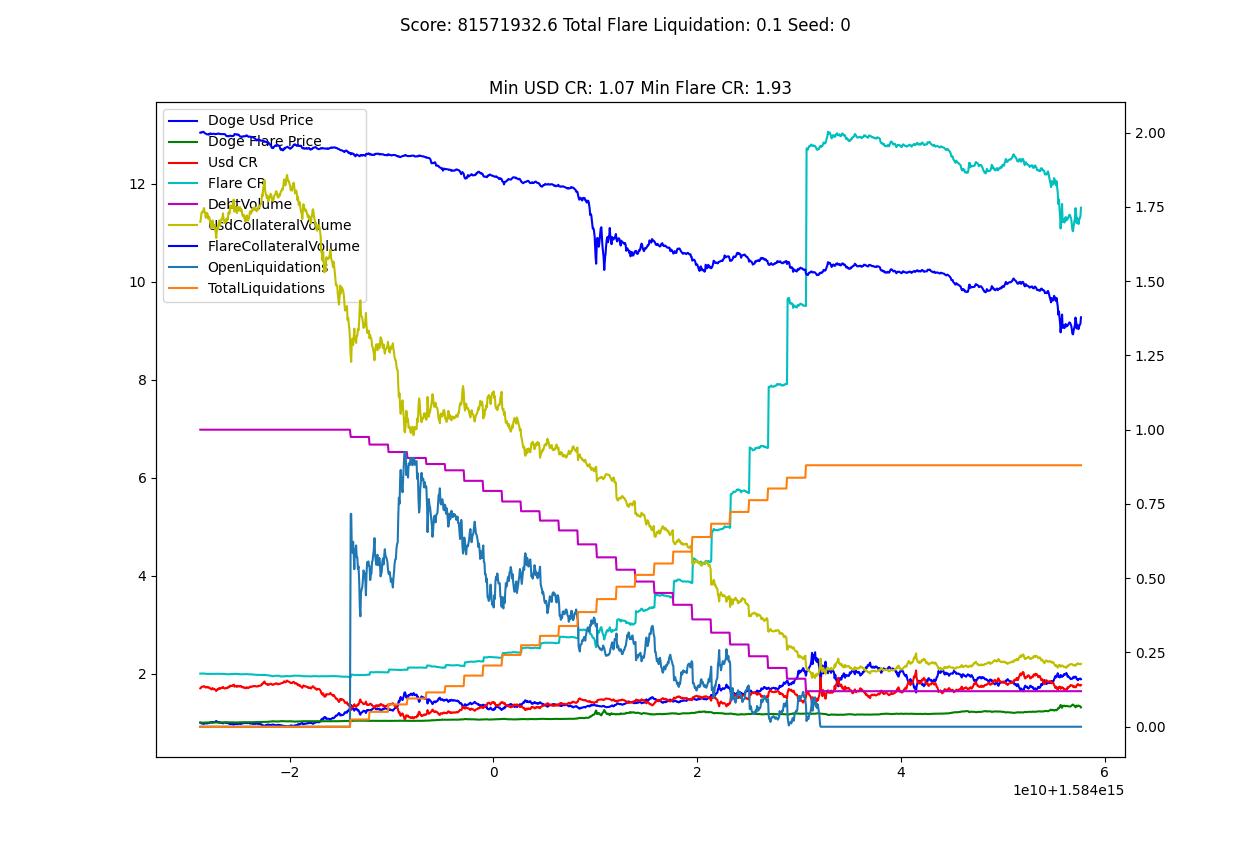 Score: 81571932.6 Total Flare Liquidation: 0.1 Seed: 0
Min USD CR: 1.07 Min Flare CR: 1.93
Doge Usd Price
Doge Flare Price
Usd CR
Flare CR
DebtVolume
UsdCollateralVolume
FlareCollateralVolume
OpenLiquidations
TotalLiquidations
12
10
8
6
4
2
2.00
1.75
1.50
1.25
1.00
0.75
0.50
0.25
0.00
−2
0
2
4
6
1e10+1.584e15